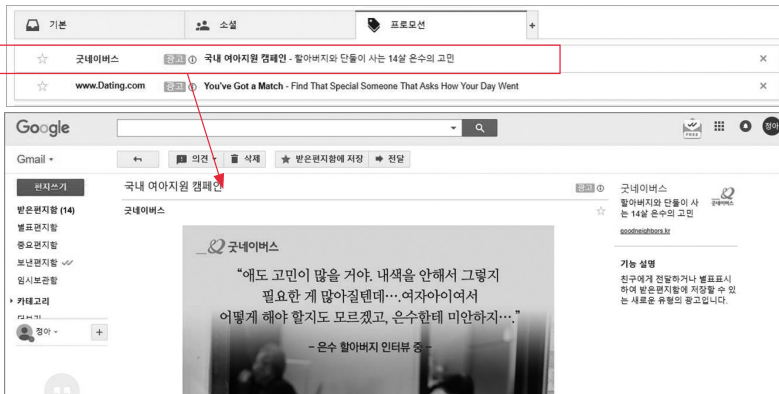 기본
소셜
프로모션
+
☆ 굿네이버스 광고 ⓘ 국내 여아지원 캠페인 - 할아버지와 단둘이 사는 14살 은수의 고민 ×
☆ www.Dating.com 광고 ⓘ You've Got a Match - Find That Special Someone That Asks How Your Day Went ×
Google
FREE
정아
Gmail
의견
삭제
받은편지함에 저장
전달
편지쓰기
받은편지함 (14)
별표편지함
중요편지함
보낸편지함
임시보관함
카테고리
정아
+
국내 여아지원 캠페인 광고 ⓘ
굿네이버스 ☆
굿네이버스
"애도 고민이 많을 거야. 내색을 안해서 그렇지
필요한 게 많아질텐데….여자아이여서
어떻게 해야 할지도 모르겠고, 은수한테 미안하지…."
– 은수 할아버지 인터뷰 중 –
굿네이버스
할아버지와 단둘이 사
는 14살 은수의 고민
굿네이버스
goodneighbors.kr
기능 설명
친구에게 전달하거나 별표표시
하여 받은편지함에 저장할 수 있
는 새로운 유형의 광고입니다.